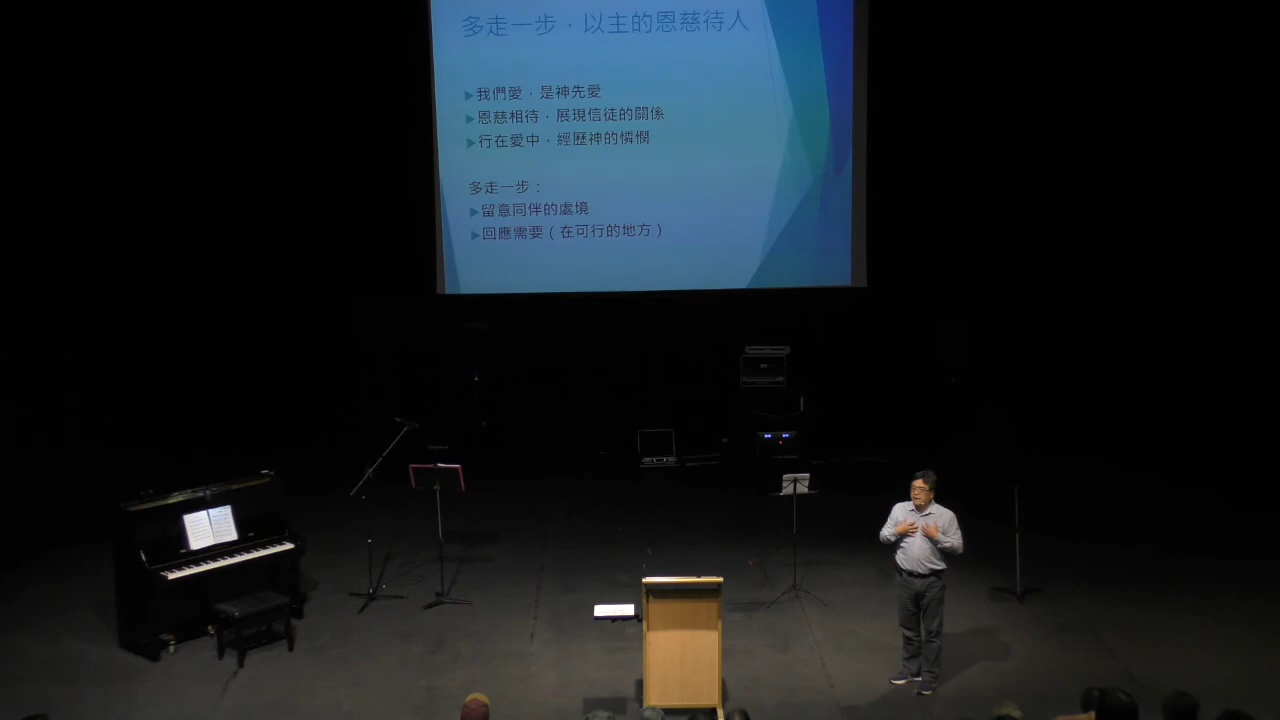 多走一步，以主的恩慈待人
▶我們愛，是神先愛
▶恩慈相待，展現信徒的關係
▶行在愛中，經歷神的憐憫
多走一步：
▶留意同伴的處境
▶回應需要（在可行的地方）